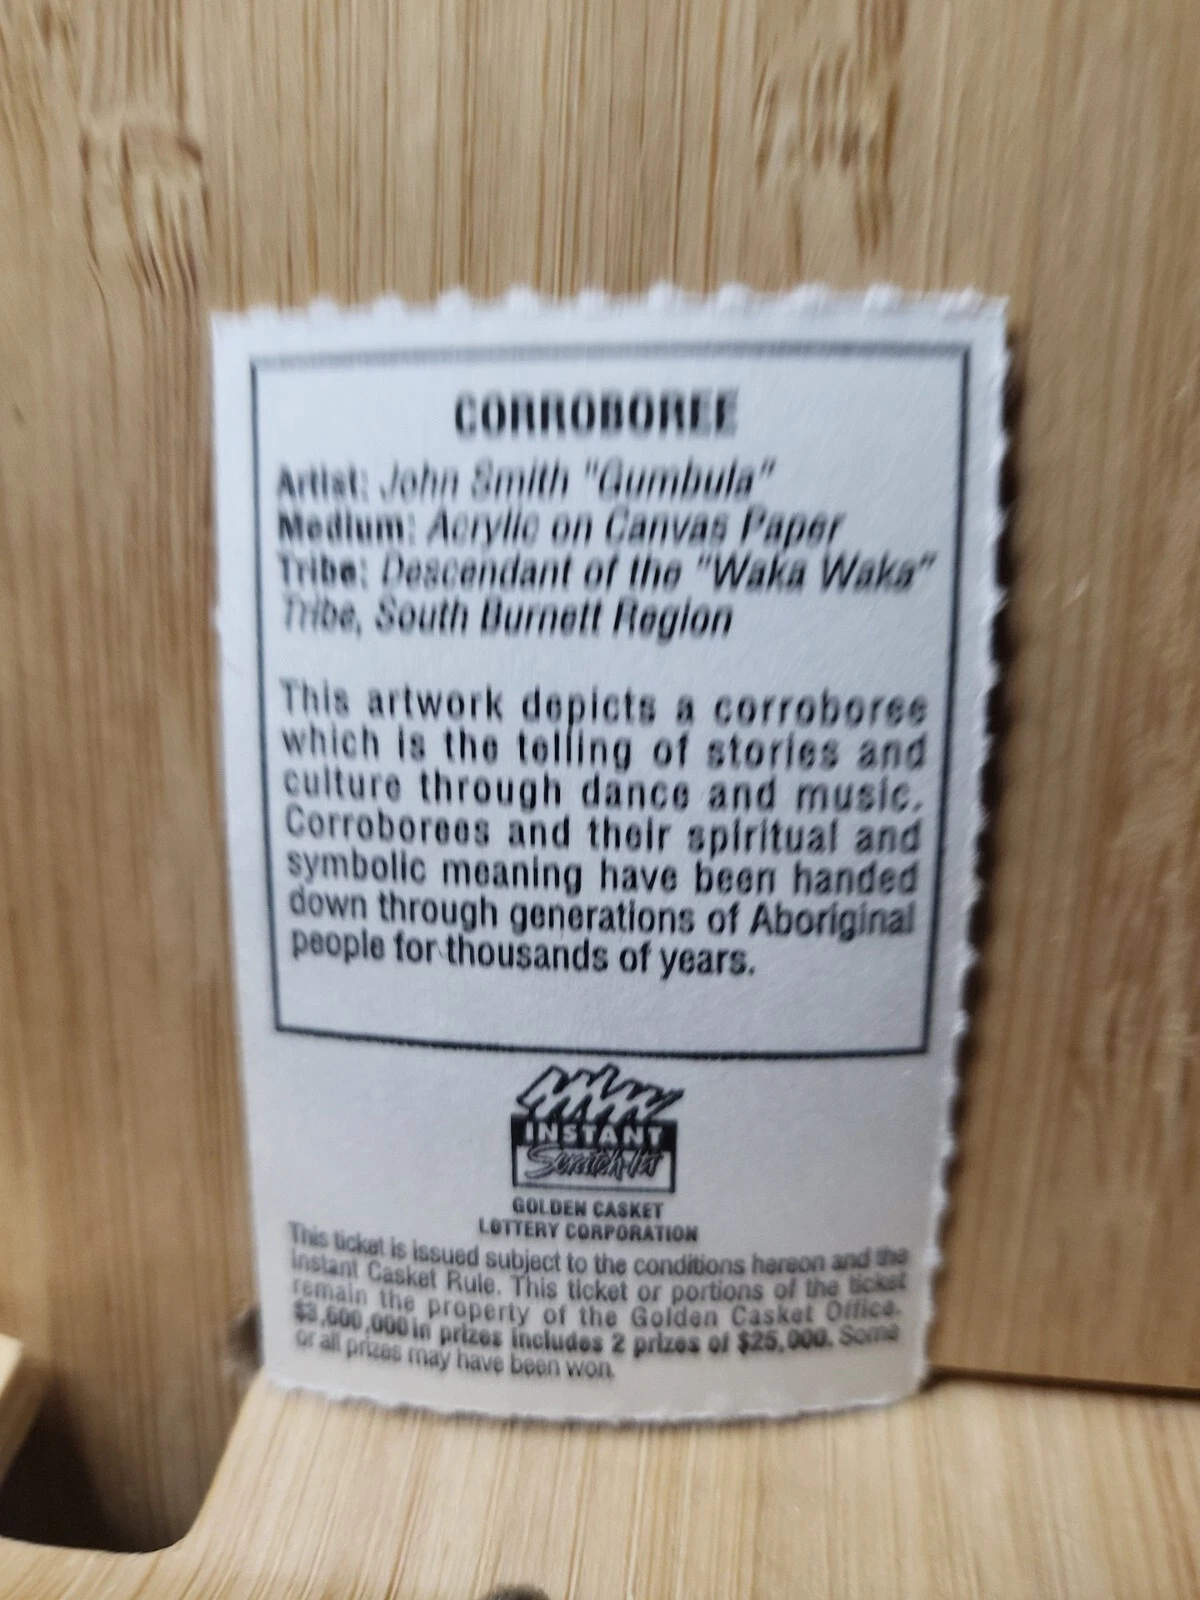 CORROBOREE
Artist: John Smith "Gumbula"
Medium: Acrylic on Canvas Paper
Tribe: Descendant of the "Waka Waka"
Tribe, South Burnett Region
This artwork depicts a corroboree
which is the telling of stories and
culture through dance and music.
Corroborees and their spiritual and
symbolic meaning have been handed
down through generations of Aboriginal
people for thousands of years.
INSTANT
Scratch-Its
GOLDEN CASKET
LOTTERY CORPORATION
This ticket is issued subject to the conditions hereon and the
Instant Casket Rule. This ticket or portions of the ticket
remain the property of the Golden Casket Office.
$3,600,000 in prizes includes 2 prizes of $25,000. Some
or all prizes may have been won.